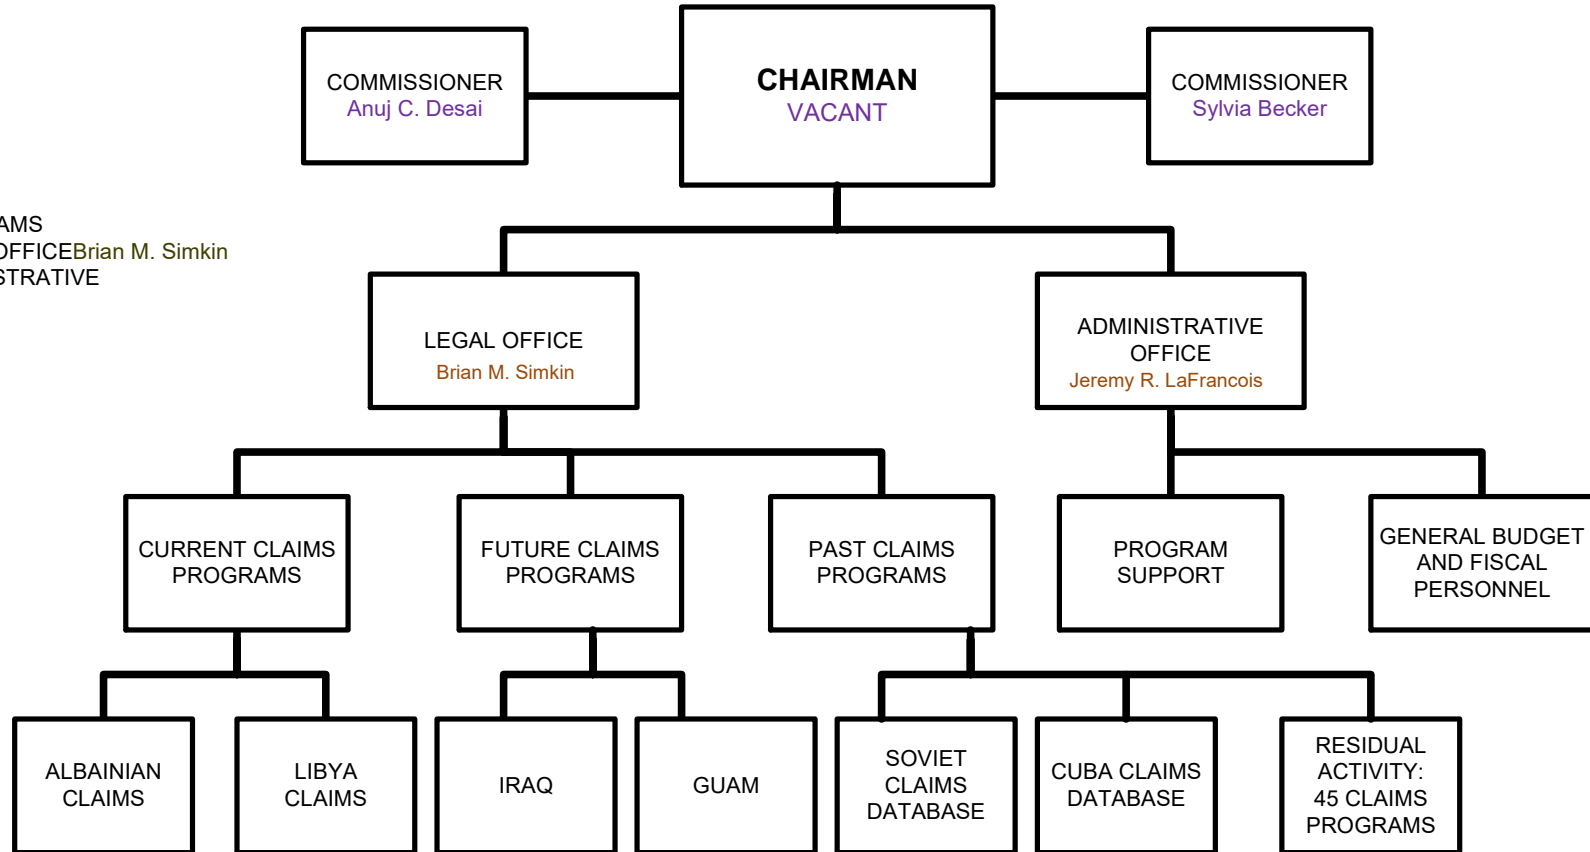 COMMISSIONER
Anuj C. Desai
CHAIRMAN
VACANT
COMMISSIONER
Sylvia Becker
AMS
OFFICEBrian M. Simkin
STRATIVE
LEGAL OFFICE
Brian M. Simkin
ADMINISTRATIVE
OFFICE
Jeremy R. LaFrancois
CURRENT CLAIMS
PROGRAMS
FUTURE CLAIMS
PROGRAMS
PAST CLAIMS
PROGRAMS
PROGRAM
SUPPORT
GENERAL BUDGET
AND FISCAL
PERSONNEL
ALBAINIAN
CLAIMS
LIBYA
CLAIMS
IRAQ
GUAM
SOVIET
CLAIMS
DATABASE
CUBA CLAIMS
DATABASE
RESIDUAL
ACTIVITY:
45 CLAIMS
PROGRAMS